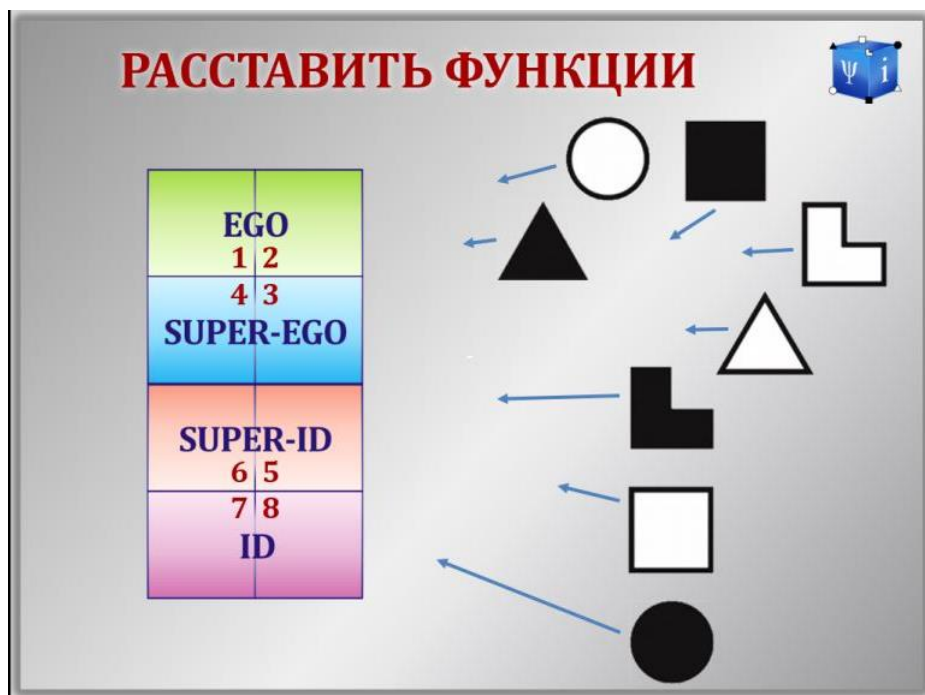 РАССТАВИТЬ ФУНКЦИИ
Ψ i
EGO
1 2
4 3
SUPER-EGO
SUPER-ID
6 5
7 8
ID